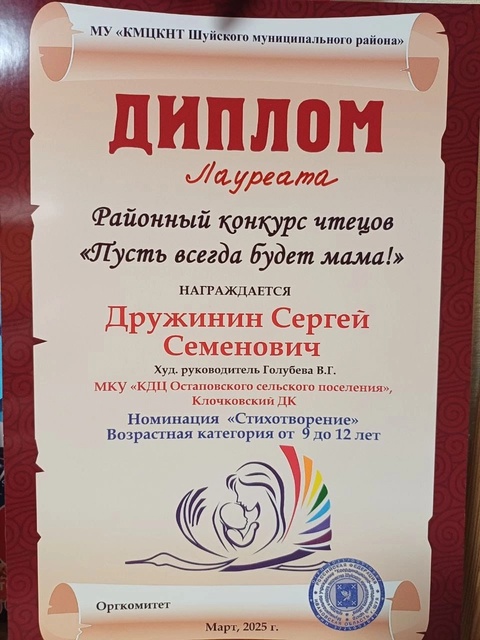 МУ «КМЦКНТ Шуйского муниципального района»
ДИПЛОМ
Лауреата
Районный конкурс чтецов
«Пусть всегда будет мама!»
НАГРАЖДАЕТСЯ
Дружинин Сергей
Семенович
Худ. руководитель Голубева В.Г.
МКУ «КДЦ Остаповского сельского поселения»,
Клочковский ДК
Номинация «Стихотворение»
Возрастная категория от 9 до 12 лет
Оргкомитет
Март, 2025 г.